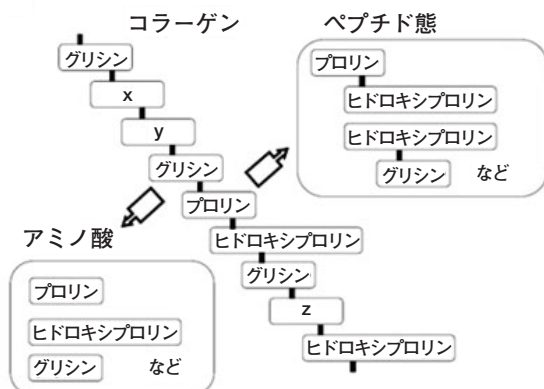 コラーゲン
グリシン
x
y
グリシン
プロリン
ヒドロキシプロリン
グリシン
z
ヒドロキシプロリン
ペプチド態
プロリン
ヒドロキシプロリン
ヒドロキシプロリン
グリシン など
アミノ酸
プロリン
ヒドロキシプロリン
グリシン など